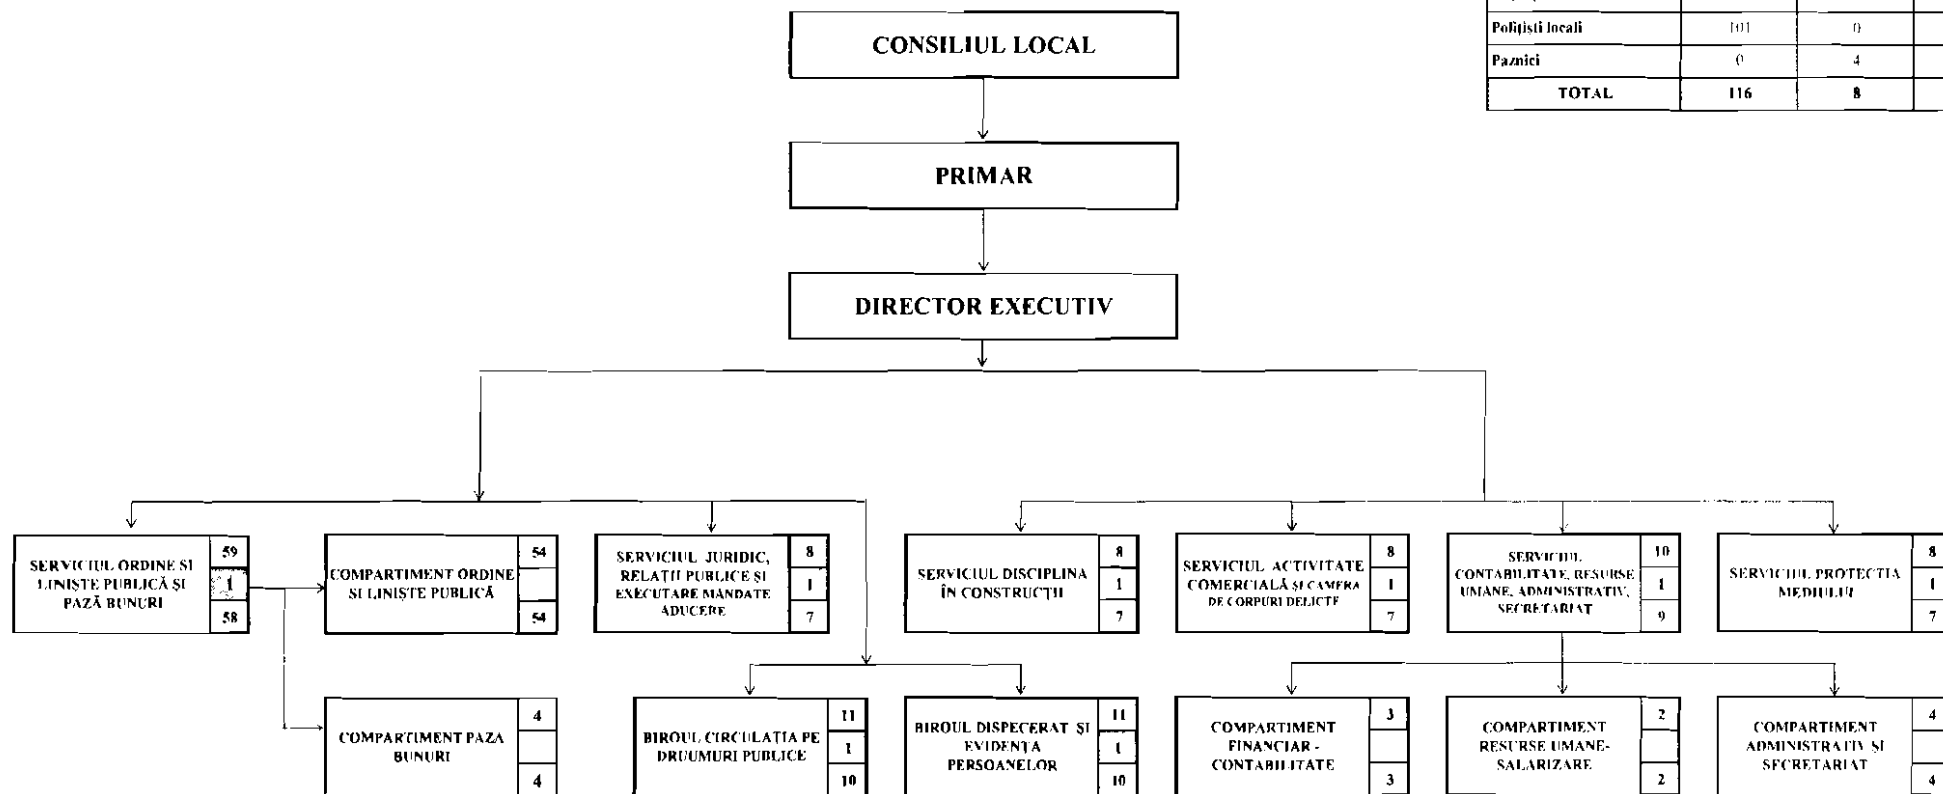 Polițiști locali 101 0
Paznici 0 4
TOTAL 116 8
CONSILIUL LOCAL
PRIMAR
DIRECTOR EXECUTIV
SERVICIUL ORDINE SI
LINIȘTE PUBLICĂ ȘI
PAZĂ BUNURI
59
1
58
COMPARTIMENT ORDINE
SI LINIȘTE PUBLICĂ
54
54
SERVICIUL JURIDIC,
RELAȚII PUBLICE ȘI
EXECUTARE MANDATE
ADUCERE
8
1
7
SERVICIUL DISCIPLINA
ÎN CONSTRUCȚII
8
1
7
SERVICIUL ACTIVITATE
COMERCIALĂ ȘI CAMERA
DE CORPURI DELICTE
8
1
7
SERVICIUL
CONTABILITATE, RESURSE
UMANE, ADMINISTRATIV,
SECRETARIAT
10
1
9
SERVICIUL PROTECTIA
MEDIULUI
8
1
7
COMPARTIMENT PAZA
BUNURI
4
4
BIROUL CIRCULAȚIA PE
DRUUMURI PUBLICE
11
1
10
BIROUL DISPECERAT ȘI
EVIDENȚA
PERSOANELOR
11
1
10
COMPARTIMENT
FINANCIAR -
CONTABILITATE
3
3
COMPARTIMENT
RESURSE UMANE-
SALARIZARE
2
2
COMPARTIMENT
ADMINISTRATIV ȘI
SECRETARIAT
4
4